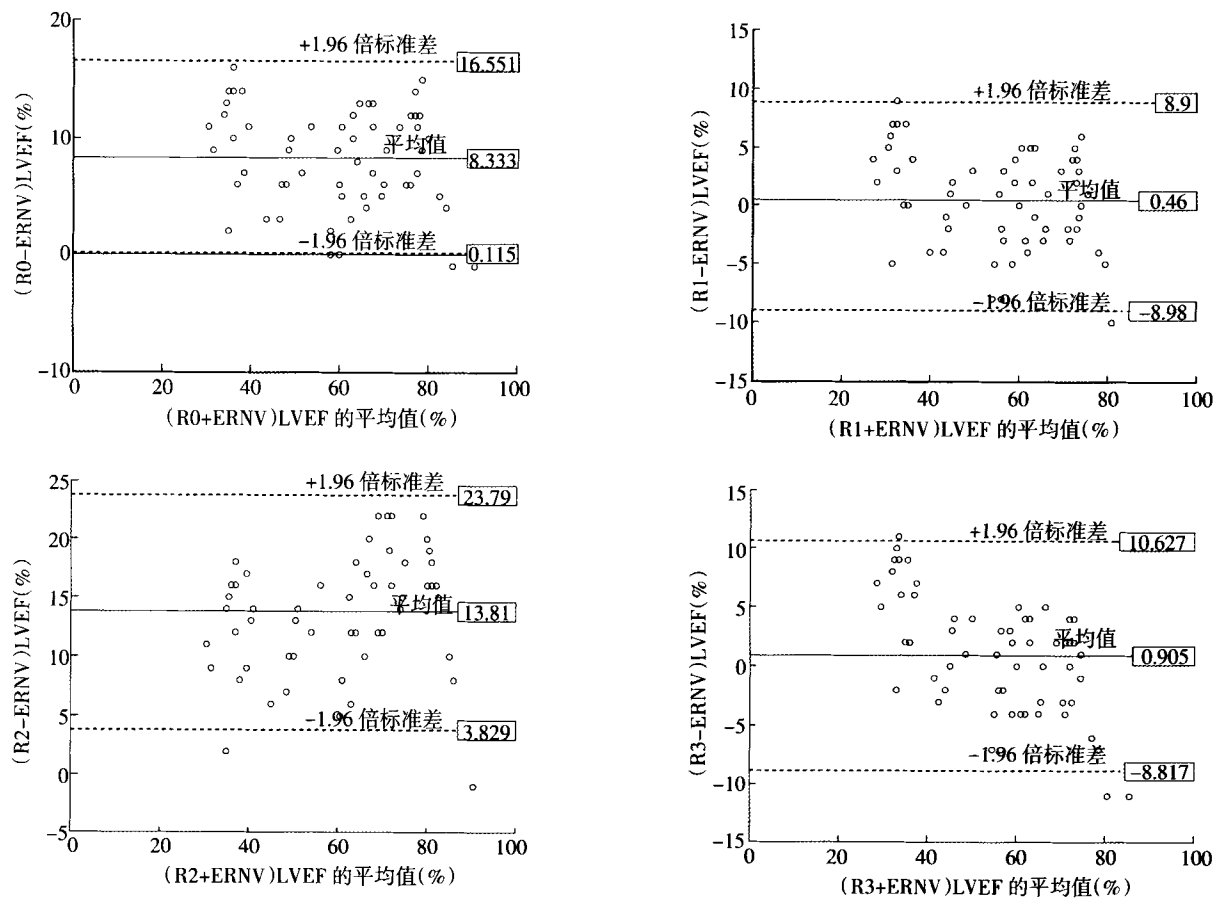 20
+1.96 倍标准差
16.551
10
平均值
8.333
(R0-ERNV)LVEF(%)
0
-1.96 倍标准差
0.115
-10
0 20 40 60 80 100
(R0+ERNV)LVEF 的平均值(%)
15
10
+1.96 倍标准差
8.9
5
平均值
0.46
(R1-ERNV)LVEF(%)
0
-5
-1.96 倍标准差
-8.98
-10
-15
0 20 40 60 80 100
(R1+ERNV)LVEF 的平均值(%)
25
+1.96 倍标准差
23.79
20
15
平均值
13.81
(R2-ERNV)LVEF(%)
10
5
-1.96 倍标准差
3.829
0
-5
0 20 40 60 80 100
(R2+ERNV)LVEF 的平均值(%)
15
+1.96 倍标准差
10.627
10
5
平均值
0.905
(R3-ERNV)LVEF(%)
0
-5
-1.96 倍标准差
-8.817
-10
-15
0 20 40 60 80 100
(R3+ERNV)LVEF 的平均值(%)